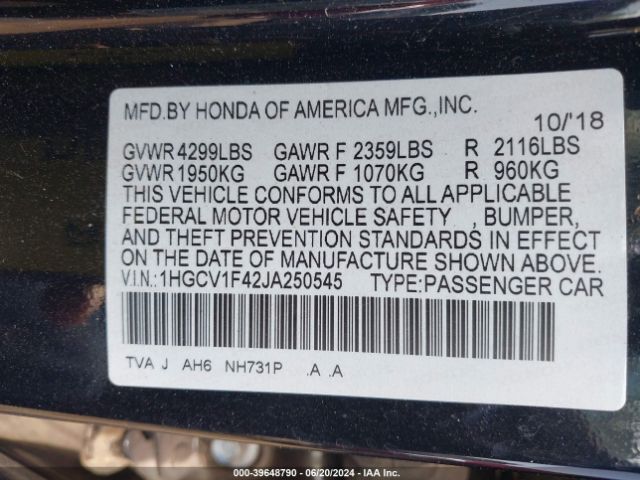 MFD.BY HONDA OF AMERICA MFG.,INC.
10/'18
GVWR 4299LBS GAWR F 2359LBS R 2116LBS
GVWR 1950KG GAWR F 1070KG R 960KG
THIS VEHICLE CONFORMS TO ALL APPLICABLE
FEDERAL MOTOR VEHICLE SAFETY , BUMPER,
AND THEFT PREVENTION STANDARDS IN EFFECT
ON THE DATE OF MANUFACTURE SHOWN ABOVE.
V.I.N.:1HGCV1F42JA250545 TYPE:PASSENGER CAR
TVA J AH6 NH731P .A .A
000-39648790 - 06/20/2024 - IAA Inc.